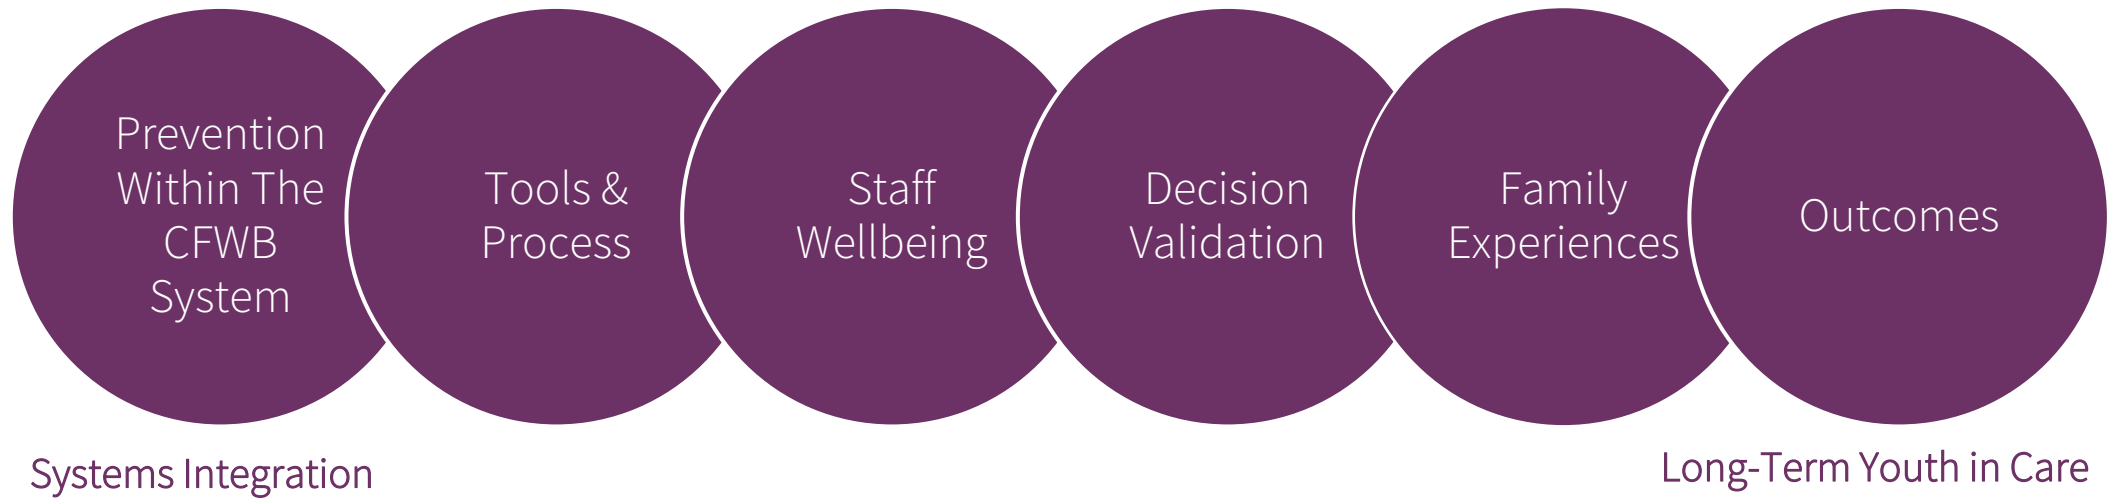 Prevention
Within The
CFWB
System
Tools &
Process
Staff
Wellbeing
Decision
Validation
Family
Experiences
Outcomes
Systems Integration
Long-Term Youth in Care